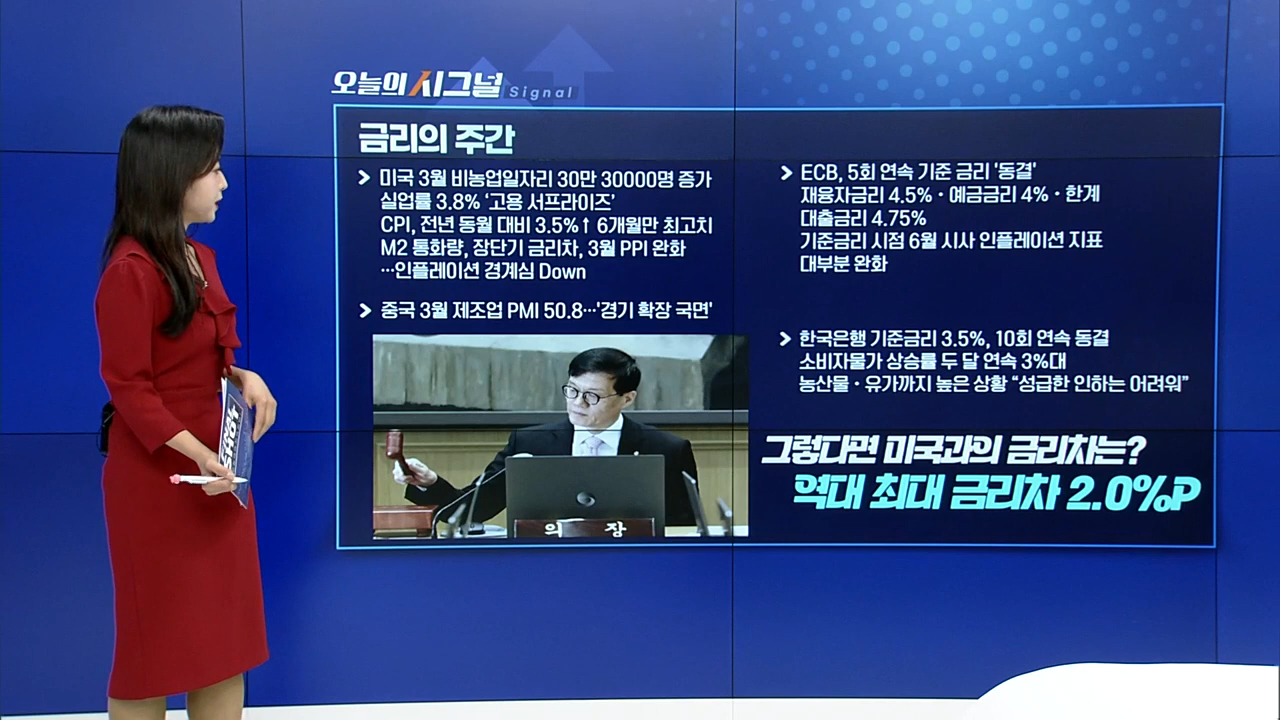 오늘의 시그널 Signal
금리의 주간
미국 3월 비농업일자리 30만 30000명 증가
실업률 3.8% ‘고용 서프라이즈’
CPI, 전년 동월 대비 3.5%↑ 6개월만 최고치
M2 통화량, 장단기 금리차, 3월 PPI 완화
…인플레이션 경계심 Down
중국 3월 제조업 PMI 50.8…'경기 확장 국면'
의 장
ECB, 5회 연속 기준 금리 '동결'
재융자금리 4.5%·예금금리 4%·한계
대출금리 4.75%
기준금리 시점 6월 시사 인플레이션 지표
대부분 완화
한국은행 기준금리 3.5%, 10회 연속 동결
소비자물가 상승률 두 달 연속 3%대
농산물·유가까지 높은 상황 “성급한 인하는 어려워”
그렇다면 미국과의 금리차는?
역대 최대 금리차 2.0%P
SIGNAL
SHOT